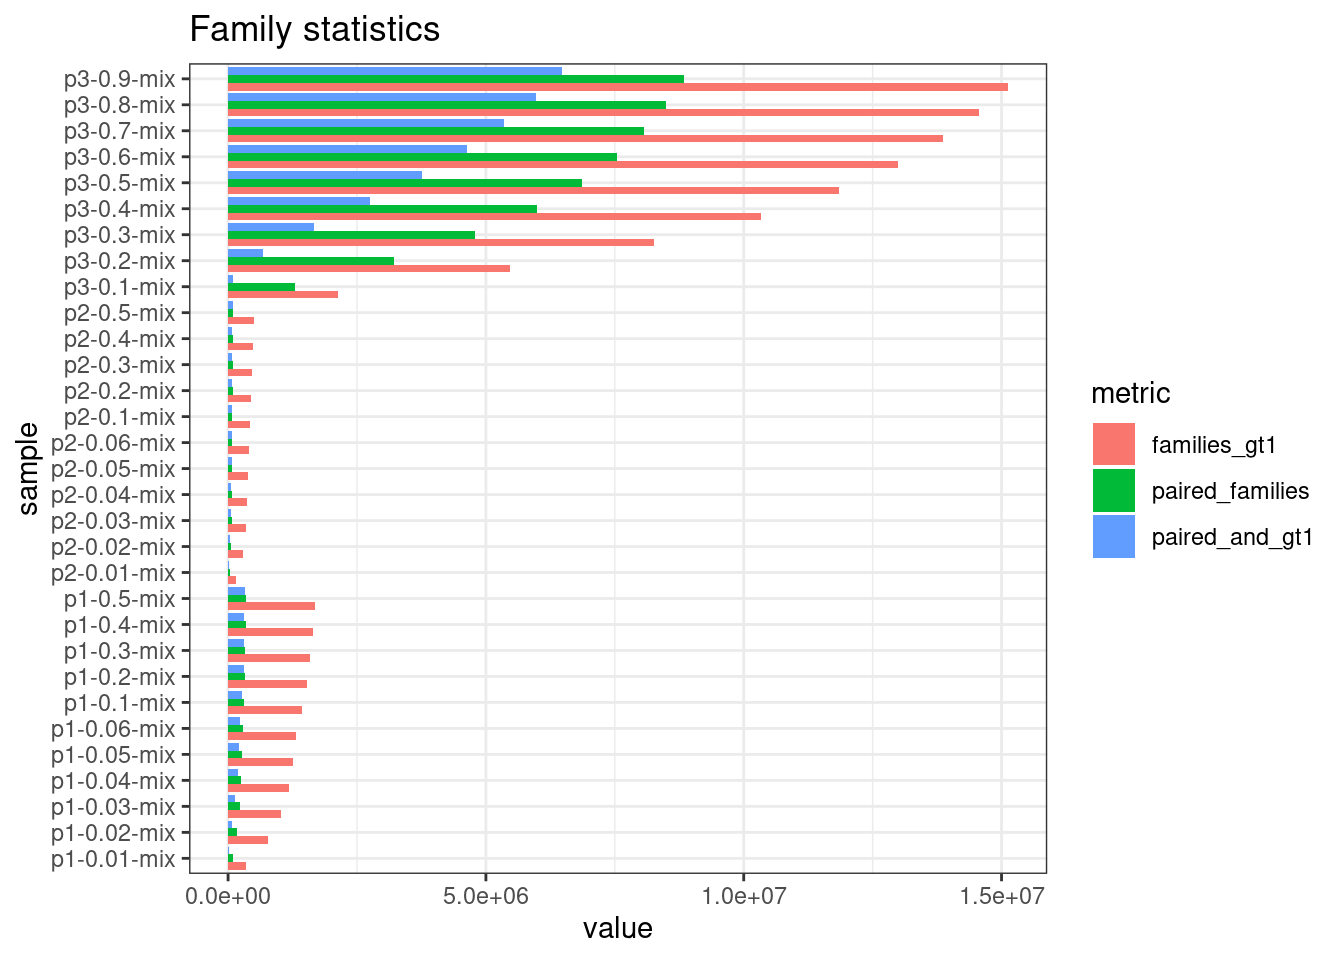 Family statistics
sample
p3-0.9-mix
p3-0.8-mix
p3-0.7-mix
p3-0.6-mix
p3-0.5-mix
p3-0.4-mix
p3-0.3-mix
p3-0.2-mix
p3-0.1-mix
p2-0.5-mix
p2-0.4-mix
p2-0.3-mix
p2-0.2-mix
p2-0.1-mix
p2-0.06-mix
p2-0.05-mix
p2-0.04-mix
p2-0.03-mix
p2-0.02-mix
p2-0.01-mix
p1-0.5-mix
p1-0.4-mix
p1-0.3-mix
p1-0.2-mix
p1-0.1-mix
p1-0.06-mix
p1-0.05-mix
p1-0.04-mix
p1-0.03-mix
p1-0.02-mix
p1-0.01-mix
0.0e+00 5.0e+06 1.0e+07 1.5e+07
value
metric
families_gt1
paired_families
paired_and_gt1